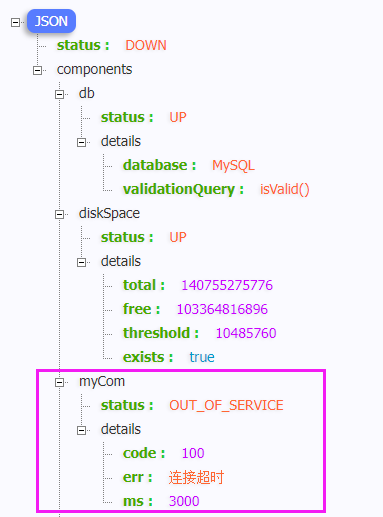 JSON
status : DOWN
components
db
status : UP
details
database : MySQL
validationQuery : isValid()
diskSpace
status : UP
details
total : 140755275776
free : 103364816896
threshold : 10485760
exists : true
myCom
status : OUT_OF_SERVICE
details
code : 100
err : 连接超时
ms : 3000